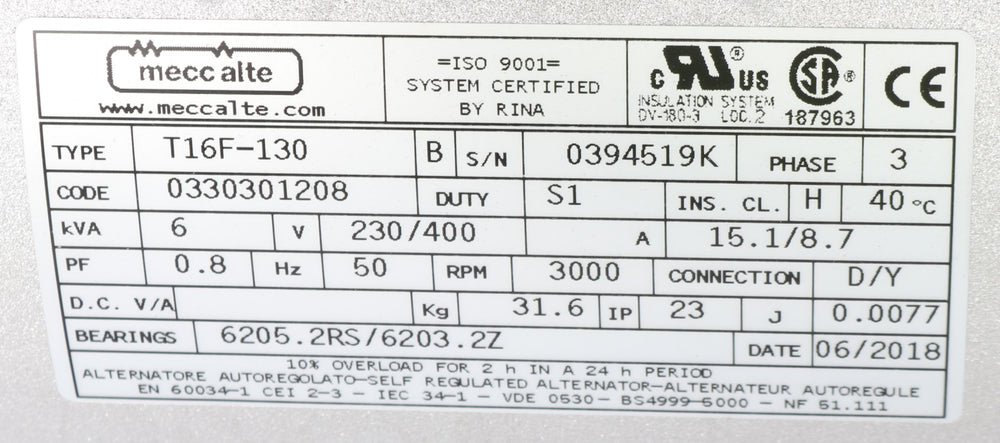 mecc alte
www.meccalte.com
=ISO 9001=
SYSTEM CERTIFIED
BY RINA
c RU US ®
INSULATION SYSTEM
DV-180-3 LOC.2
SA ®
187963
CE
TYPE T16F-130 B S/N 0394519K PHASE 3
CODE 0330301208 DUTY S1 INS. CL. H 40 °C
kVA 6 V 230/400 A 15.1/8.7
PF 0.8 Hz 50 RPM 3000 CONNECTION D/Y
D.C. V/A Kg 31.6 IP 23 J 0.0077
BEARINGS 6205.2RS/6203.2Z DATE 06/2018
10% OVERLOAD FOR 2 h IN A 24 h PERIOD
ALTERNATORE AUTOREGOLATO-SELF REGULATED ALTERNATOR-ALTERNATEUR AUTOREGULE
EN 60034-1 CEI 2-3 - IEC 34-1 - VDE 0530 - BS4999-5000 - NF 51.111